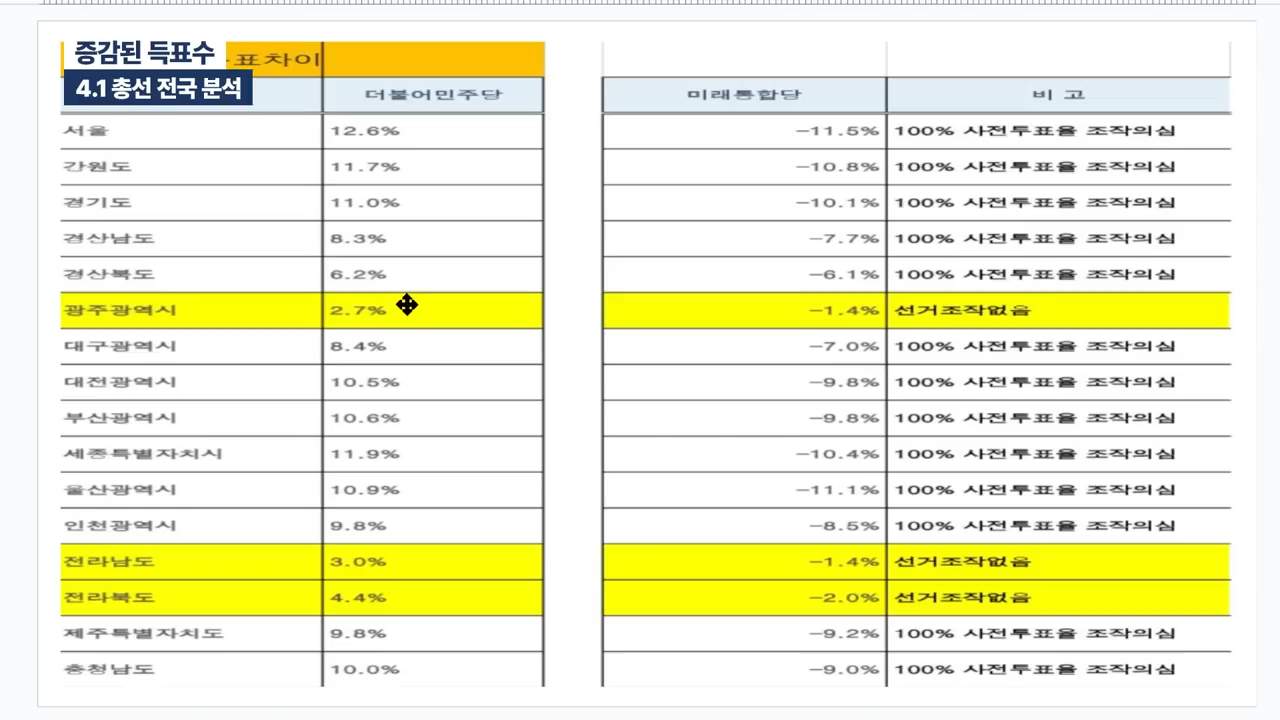 증감된 득표수
표차이
4.1 총선 전국 분석
더불어민주당 미래통합당 비 고
서울 12.6% -11.5% 100% 사전투표율 조작의심
강원도 11.7% -10.8% 100% 사전투표율 조작의심
경기도 11.0% -10.1% 100% 사전투표율 조작의심
경상남도 8.3% -7.7% 100% 사전투표율 조작의심
경상북도 6.2% -6.1% 100% 사전투표율 조작의심
광주광역시 2.7% -1.4% 선거조작없음
대구광역시 8.4% -7.0% 100% 사전투표율 조작의심
대전광역시 10.5% -9.8% 100% 사전투표율 조작의심
부산광역시 10.6% -9.8% 100% 사전투표율 조작의심
세종특별자치시 11.9% -10.4% 100% 사전투표율 조작의심
울산광역시 10.9% -11.1% 100% 사전투표율 조작의심
인천광역시 9.8% -8.5% 100% 사전투표율 조작의심
전라남도 3.0% -1.4% 선거조작없음
전라북도 4.4% -2.0% 선거조작없음
제주특별자치도 9.8% -9.2% 100% 사전투표율 조작의심
충청남도 10.0% -9.0% 100% 사전투표율 조작의심